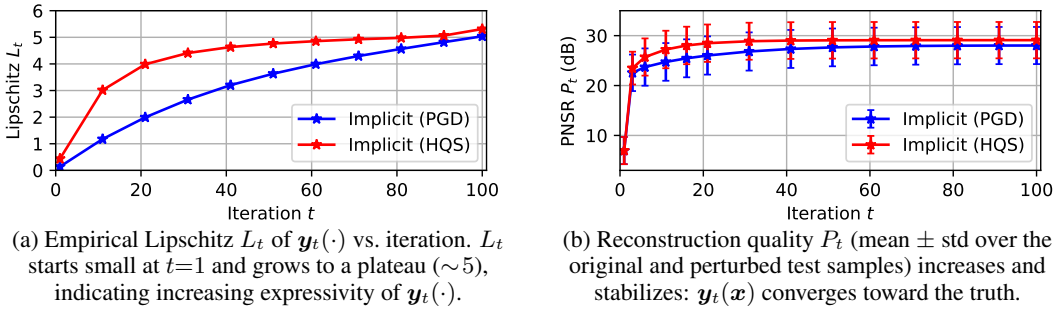 6
5
4
3
2
1
0
0 20 40 60 80 100
Lipschitz L_t
Iteration t
Implicit (PGD)
Implicit (HQS)
30
20
10
0 20 40 60 80 100
PNSR P_t (dB)
Iteration t
Implicit (PGD)
Implicit (HQS)
(a) Empirical Lipschitz L_t of y_t(·) vs. iteration. L_t
starts small at t=1 and grows to a plateau (∼5),
indicating increasing expressivity of y_t(·).
(b) Reconstruction quality P_t (mean ± std over the
original and perturbed test samples) increases and
stabilizes: y_t(x) converges toward the truth.